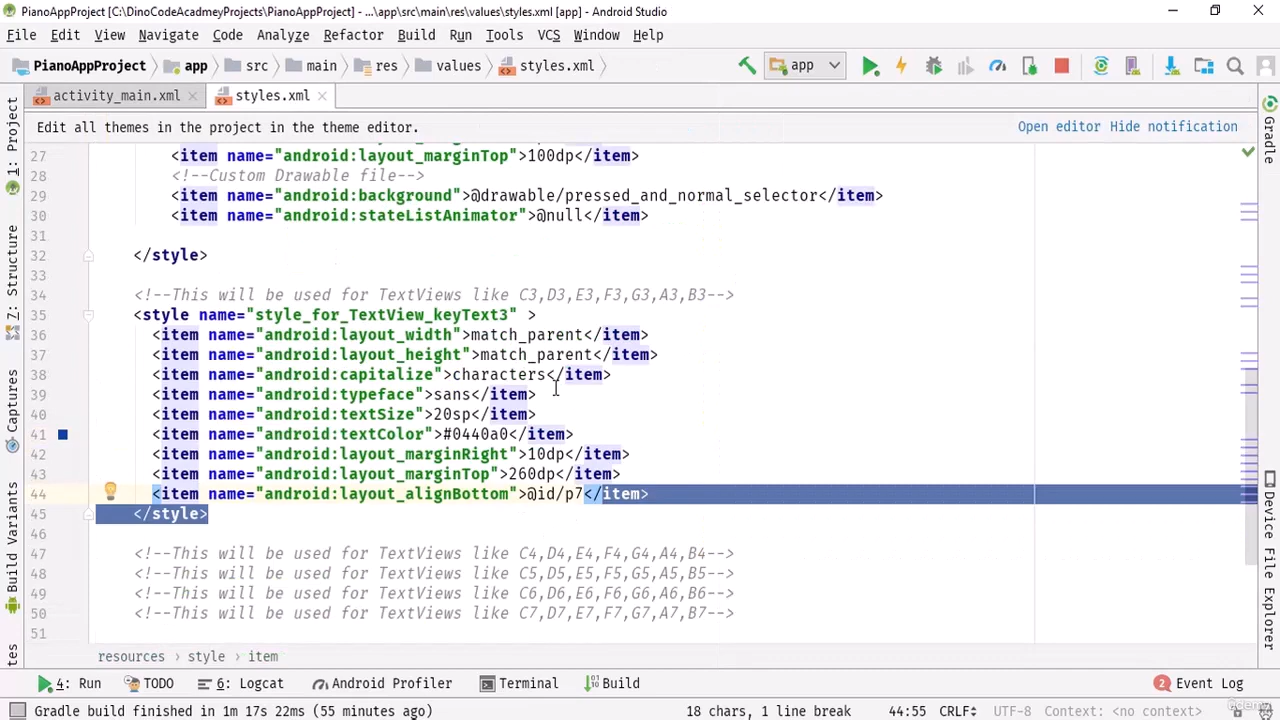 PianoAppProject [C:\DinoCodeAcadmeyProjects\PianoAppProject] - ...\app\src\main\res\values\styles.xml [app] - Android Studio
File Edit View Navigate Code Analyze Refactor Build Run Tools VCS Window Help
PianoAppProject app src main res values styles.xml app
activity_main.xml styles.xml
Edit all themes in the project in the theme editor. Open editor Hide notification
27 <item name="android:layout_marginTop">100dp</item>
28 <!--Custom Drawable file-->
29 <item name="android:background">@drawable/pressed_and_normal_selector</item>
30 <item name="android:stateListAnimator">@null</item>
31
32 </style>
33
34 <!--This will be used for TextViews like C3,D3,E3,F3,G3,A3,B3-->
35 <style name="style_for_TextView_keyText3" >
36 <item name="android:layout_width">match_parent</item>
37 <item name="android:layout_height">match_parent</item>
38 <item name="android:capitalize">characters</item>
39 <item name="android:typeface">sans</item>
40 <item name="android:textSize">20sp</item>
41 <item name="android:textColor">#0440a0</item>
42 <item name="android:layout_marginRight">10dp</item>
43 <item name="android:layout_marginTop">260dp</item>
44 <item name="android:layout_alignBottom">@id/p7</item>
45 </style>
46
47 <!--This will be used for TextViews like C4,D4,E4,F4,G4,A4,B4-->
48 <!--This will be used for TextViews like C5,D5,E5,F5,G5,A5,B5-->
49 <!--This will be used for TextViews like C6,D6,E6,F6,G6,A6,B6-->
50 <!--This will be used for TextViews like C7,D7,E7,F7,G7,A7,B7-->
51
resources style item
1: Project
7: Structure
Captures
Build Variants
Gradle
Device File Explorer
4: Run TODO 6: Logcat Android Profiler Terminal Build 2 Event Log
Gradle build finished in 1m 17s 22ms (55 minutes ago) 18 chars, 1 line break 44:55 CRLF UTF-8 Context: <no context>